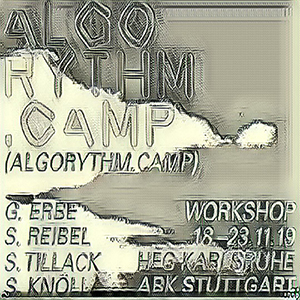 ALGO
RYTHM
.CAMP
(ALGORYTHM.CAMP)
G. ERBE WORKSHOP
S. REIBEL 18.-23.11.19
S. TILLACK HFG KARLSRUHE
S. KNÖLL ABK STUTTGART